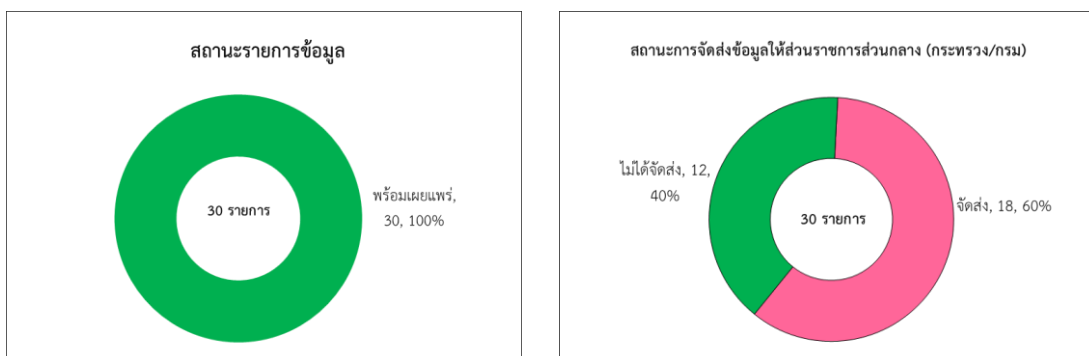 สถานะรายการข้อมูล
พร้อมเผยแพร่,
30, 100%
30 รายการ
สถานะการจัดส่งข้อมูลให้ส่วนราชการส่วนกลาง (กระทรวง/กรม)
ไม่ได้จัดส่ง, 12,
40%
จัดส่ง, 18, 60%
30 รายการ